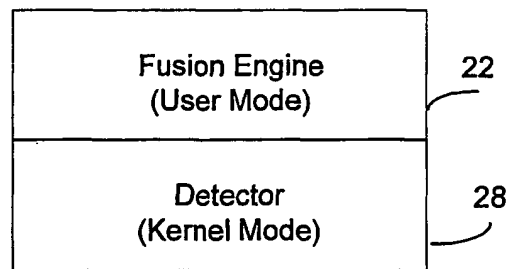 Fusion Engine
(User Mode)
22
Detector
(Kernel Mode)
28